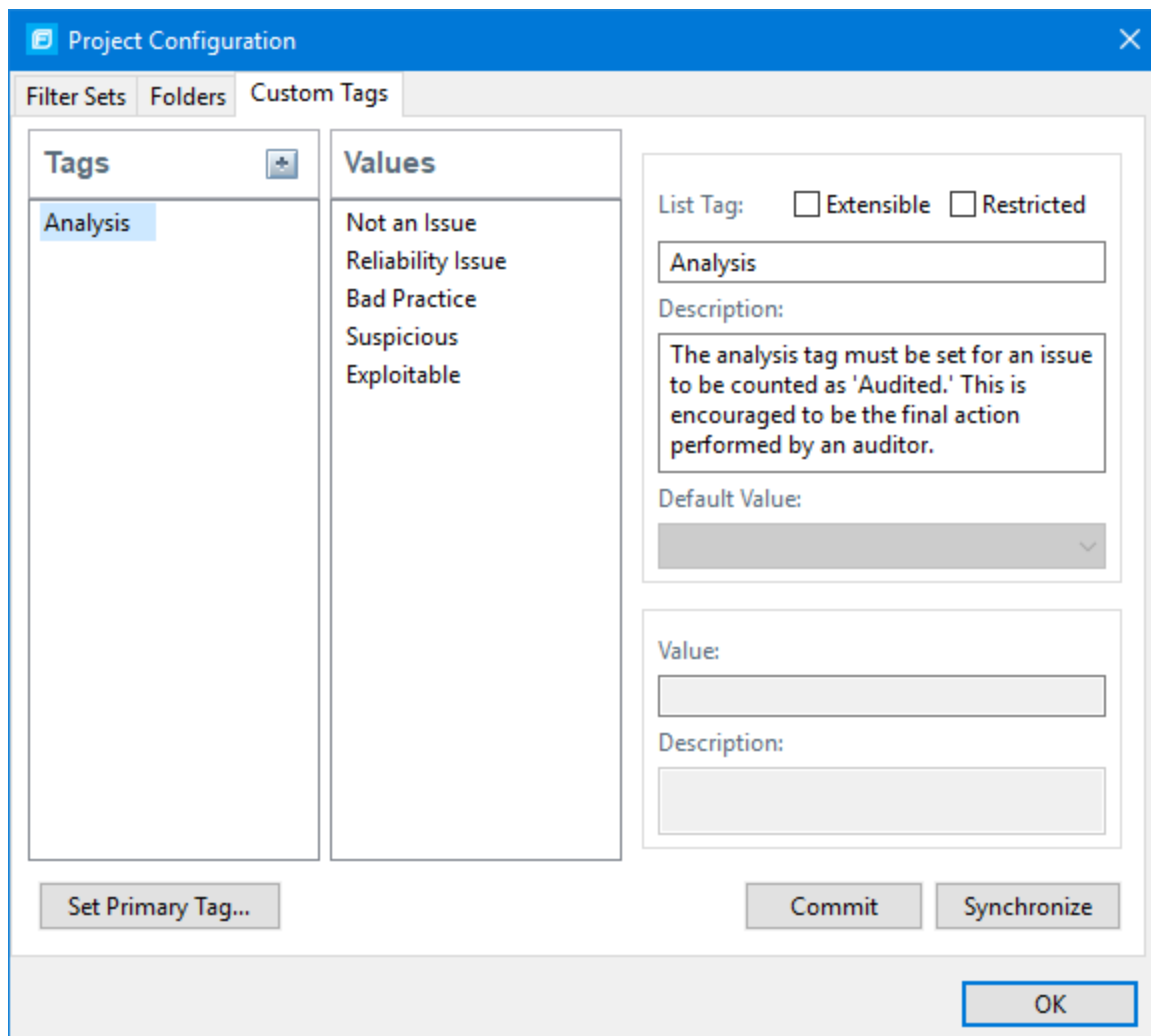 Project Configuration
Filter Sets
Folders
Custom Tags
Tags
Analysis
Values
Not an Issue
Reliability Issue
Bad Practice
Suspicious
Exploitable
List Tag:
Extensible
Restricted
Analysis
Description:
The analysis tag must be set for an issue
to be counted as 'Audited.' This is
encouraged to be the final action
performed by an auditor.
Default Value:
Value:
Description:
Set Primary Tag...
Commit
Synchronize
OK